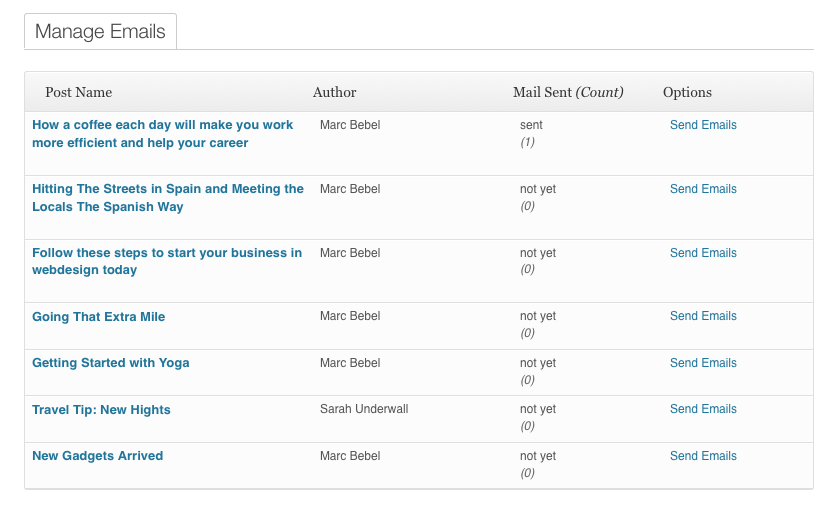 Manage Emails
Post Name Author Mail Sent (Count) Options
How a coffee each day will make you work Marc Bebel sent Send Emails
more efficient and help your career (1)
Hitting The Streets in Spain and Meeting the Marc Bebel not yet Send Emails
Locals The Spanish Way (0)
Follow these steps to start your business in Marc Bebel not yet Send Emails
webdesign today (0)
Going That Extra Mile Marc Bebel not yet Send Emails
(0)
Getting Started with Yoga Marc Bebel not yet Send Emails
(0)
Travel Tip: New Hights Sarah Underwall not yet Send Emails
(0)
New Gadgets Arrived Marc Bebel not yet Send Emails
(0)